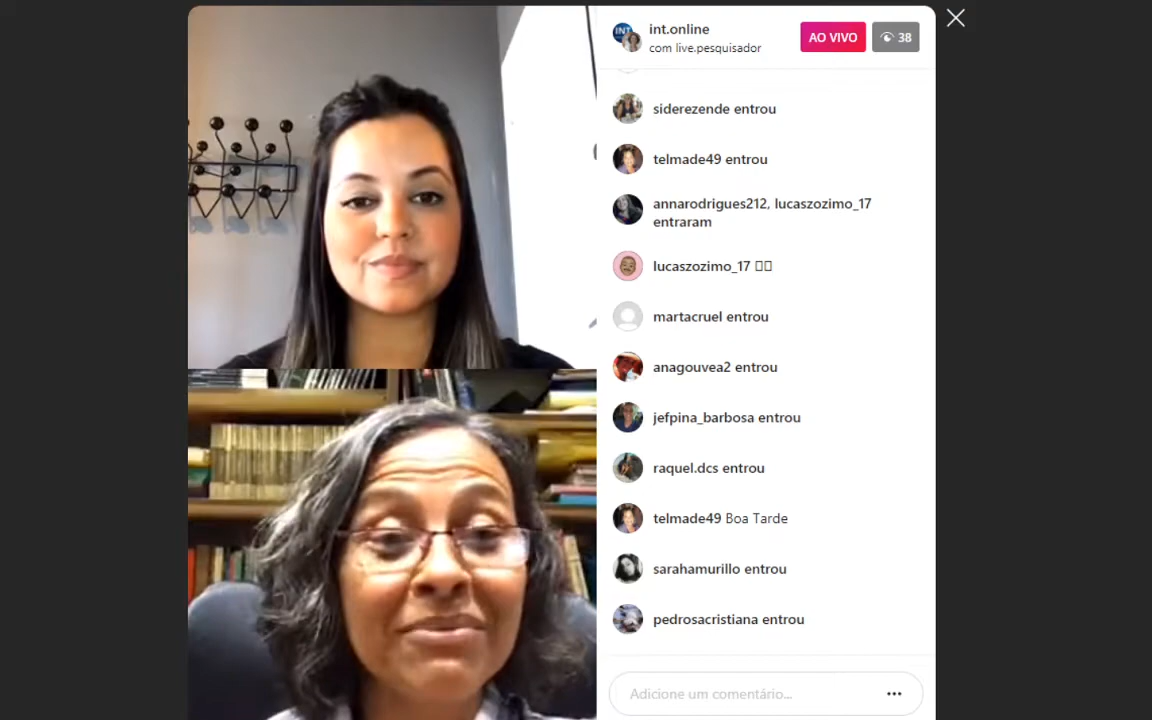 INT
int.online
com live.pesquisador
AO VIVO
38
siderezende entrou
telmade49 entrou
annarodrigues212, lucaszozimo_17
entraram
lucaszozimo_17
martacruel entrou
anagouvea2 entrou
jefpina_barbosa entrou
raquel.dcs entrou
telmade49 Boa Tarde
sarahamurillo entrou
pedrosacristiana entrou
Adicione um comentário...